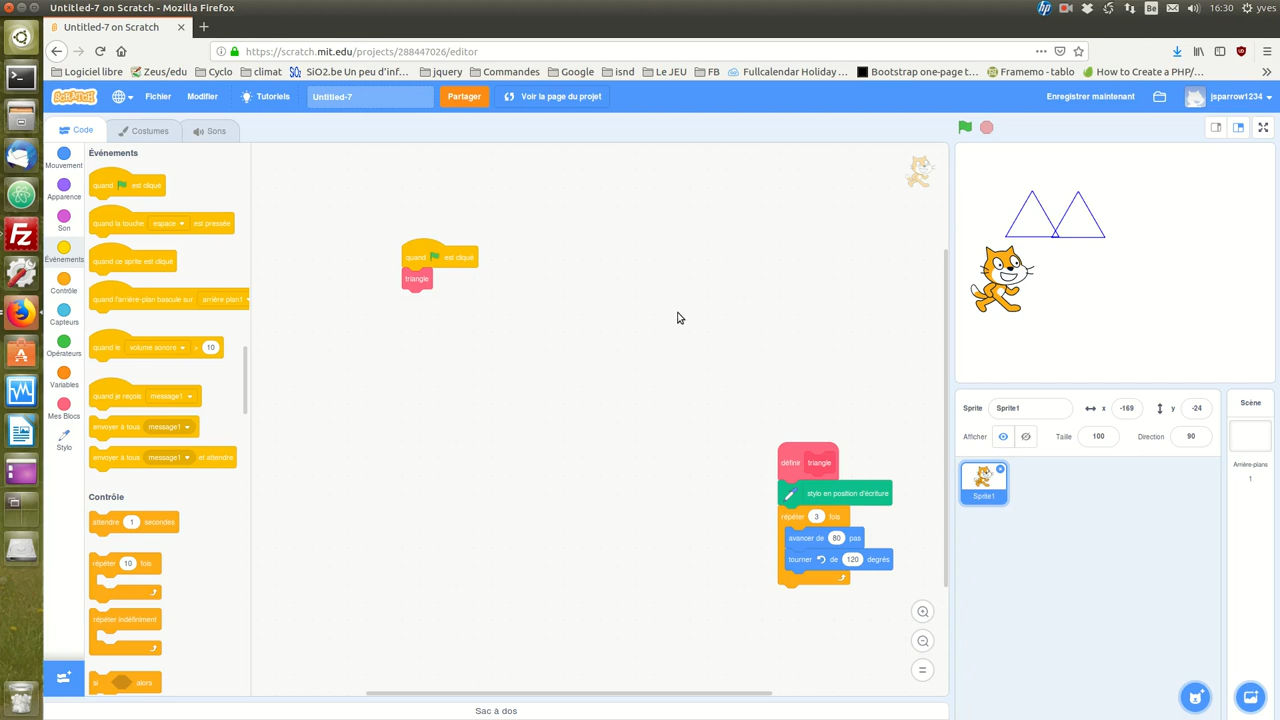 Untitled-7 on Scratch - Mozilla Firefox
Be
16:30
yves
Untitled-7 on Scratch
https://scratch.mit.edu/projects/288447026/editor
Logiciel libre
Zeus/edu
Cyclo
climat
SiO2.be Un peu d'inf...
jquery
Commandes
Google
isnd
Le JEU
FB
Fullcalendar Holiday ...
Bootstrap one-page t...
Framemo - tablo
How to Create a PHP/...
SCRATCH
Fichier
Modifier
Tutoriels
Untitled-7
Partager
Voir la page du projet
Enregistrer maintenant
jsparrow1234
Code
Costumes
Sons
Mouvement
Apparence
Son
Événements
Contrôle
Capteurs
Opérateurs
Variables
Mes Blocs
Stylo
Événements
quand est cliqué
quand la touche espace est pressée
quand ce sprite est cliqué
quand l'arrière-plan bascule sur arrière plan1
quand le volume sonore > 10
quand je reçois message1
envoyer à tous message1
envoyer à tous message1 et attendre
Contrôle
attendre 1 secondes
répéter 10 fois
répéter indéfiniment
si alors
quand est cliqué
triangle
définir triangle
stylo en position d'écriture
répéter 3 fois
avancer de 80 pas
tourner de 120 degrés
Sprite
Sprite1
x
-169
y
-24
Afficher
Taille
100
Direction
90
Sprite1
Scène
Arrière-plans
1
Sac à dos